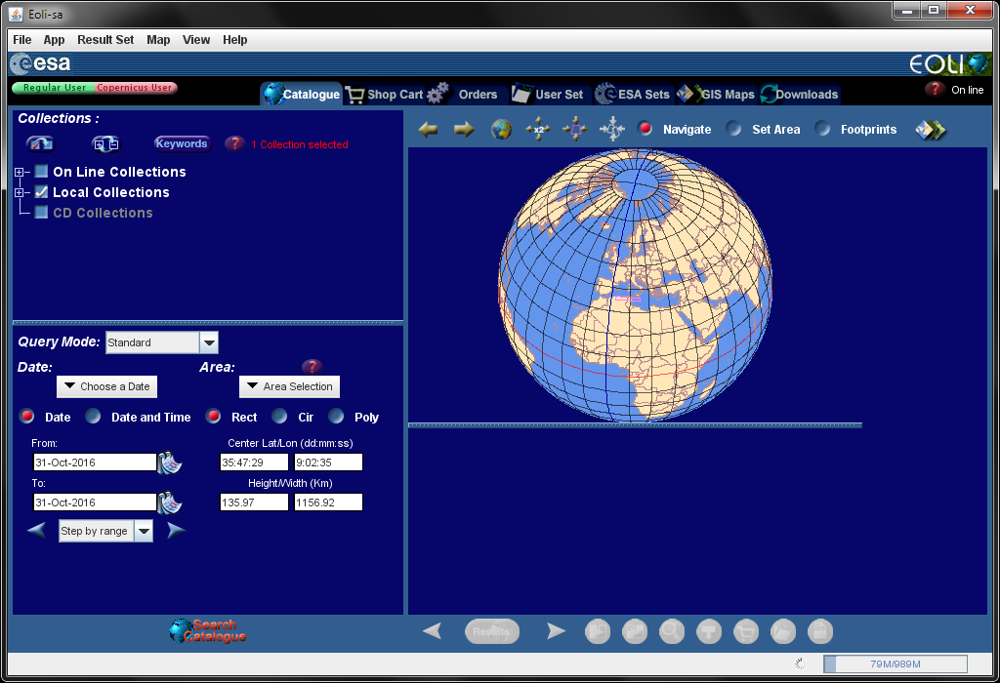 Eoli-sa
File App Result Set Map View Help
esa EOLI
Regular User Copernicus User
Catalogue Shop Cart Orders User Set ESA Sets GIS Maps Downloads ? On line
Collections :
Keywords ? 1 Collection selected
x2 Navigate Set Area Footprints
On Line Collections
Local Collections
CD Collections
Query Mode: Standard
Date: Area: ?
Choose a Date Area Selection
Date Date and Time Rect Cir Poly
From: Center Lat/Lon (dd:mm:ss)
31-Oct-2016 35:47:29 9:02:35
To: Height/Width (Km)
31-Oct-2016 135.97 1156.92
Step by range
Search
Catalogue
Results
79M/989M